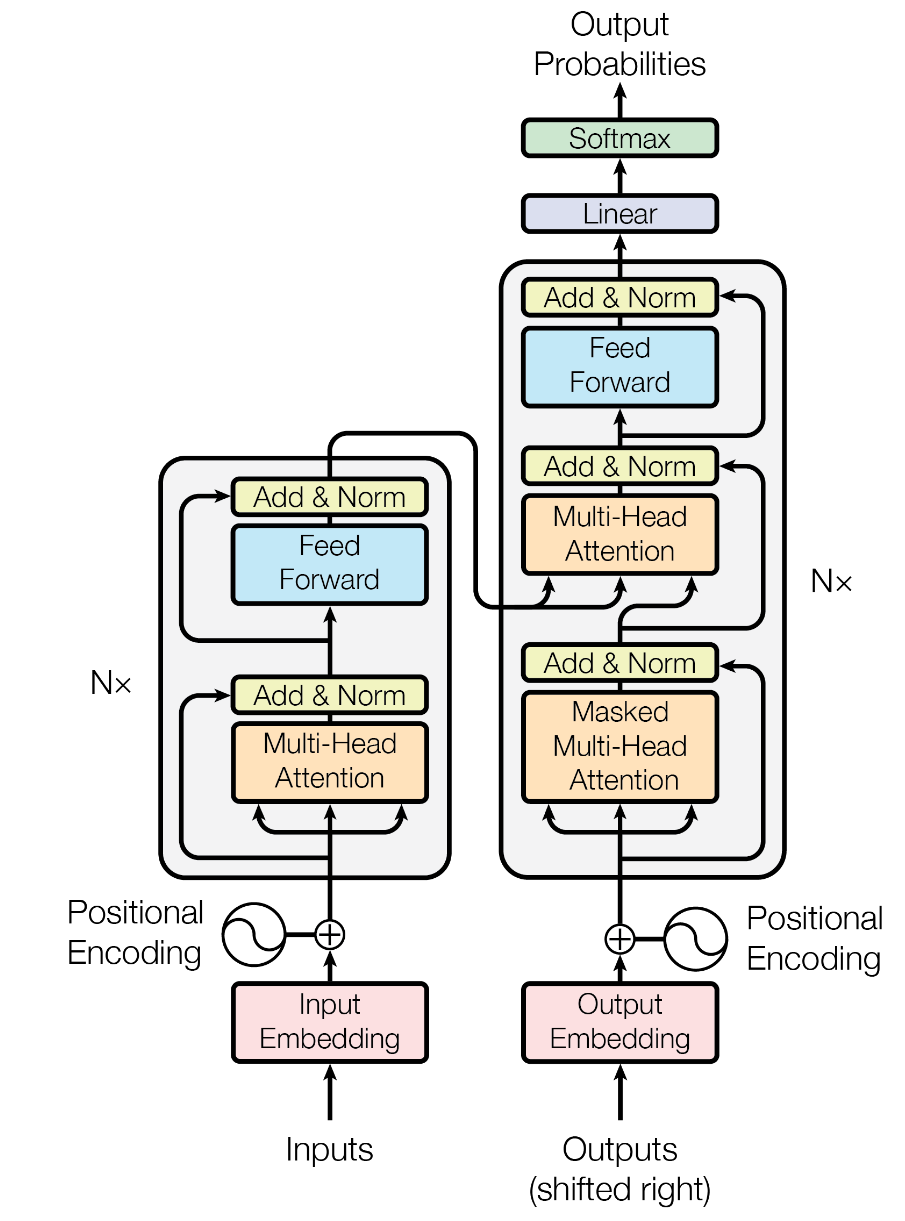 Output
Probabilities
Softmax
Linear
Add & Norm
Feed
Forward
Add & Norm
Multi-Head
Attention
Nx
Add & Norm
Masked
Multi-Head
Attention
Add & Norm
Feed
Forward
Nx
Add & Norm
Multi-Head
Attention
Positional
Encoding
Positional
Encoding
Input
Embedding
Output
Embedding
Inputs
Outputs
(shifted right)